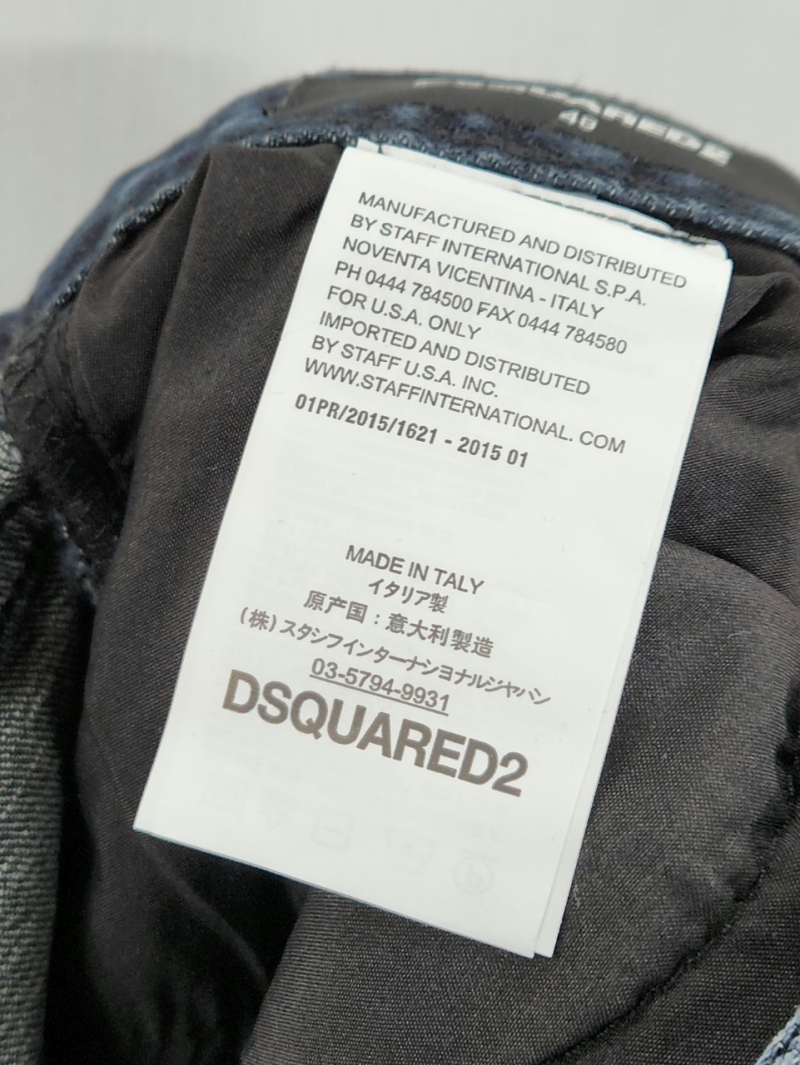 DSQUARED2
48
MANUFACTURED AND DISTRIBUTED
BY STAFF INTERNATIONAL S.P.A.
NOVENTA VICENTINA - ITALY
PH 0444 784500 FAX 0444 784580
FOR U.S.A. ONLY
IMPORTED AND DISTRIBUTED
BY STAFF U.S.A. INC.
WWW.STAFFINTERNATIONAL. COM
01PR/2015/1621 - 2015 01
MADE IN TALY
イタリア製
原产国：意大利製造
(株)スタシフインターナショナルジヤパン
03-5794-9931
DSQUARED2